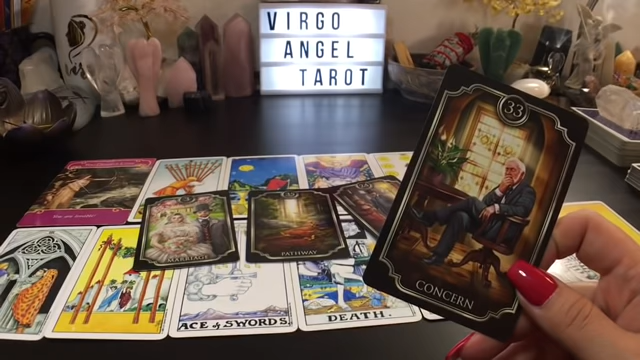 VIRGO
ANGEL
TAROT
33
CONCERN
MARRIAGE
PATHWAY
ACE of SWORDS.
DEATH.